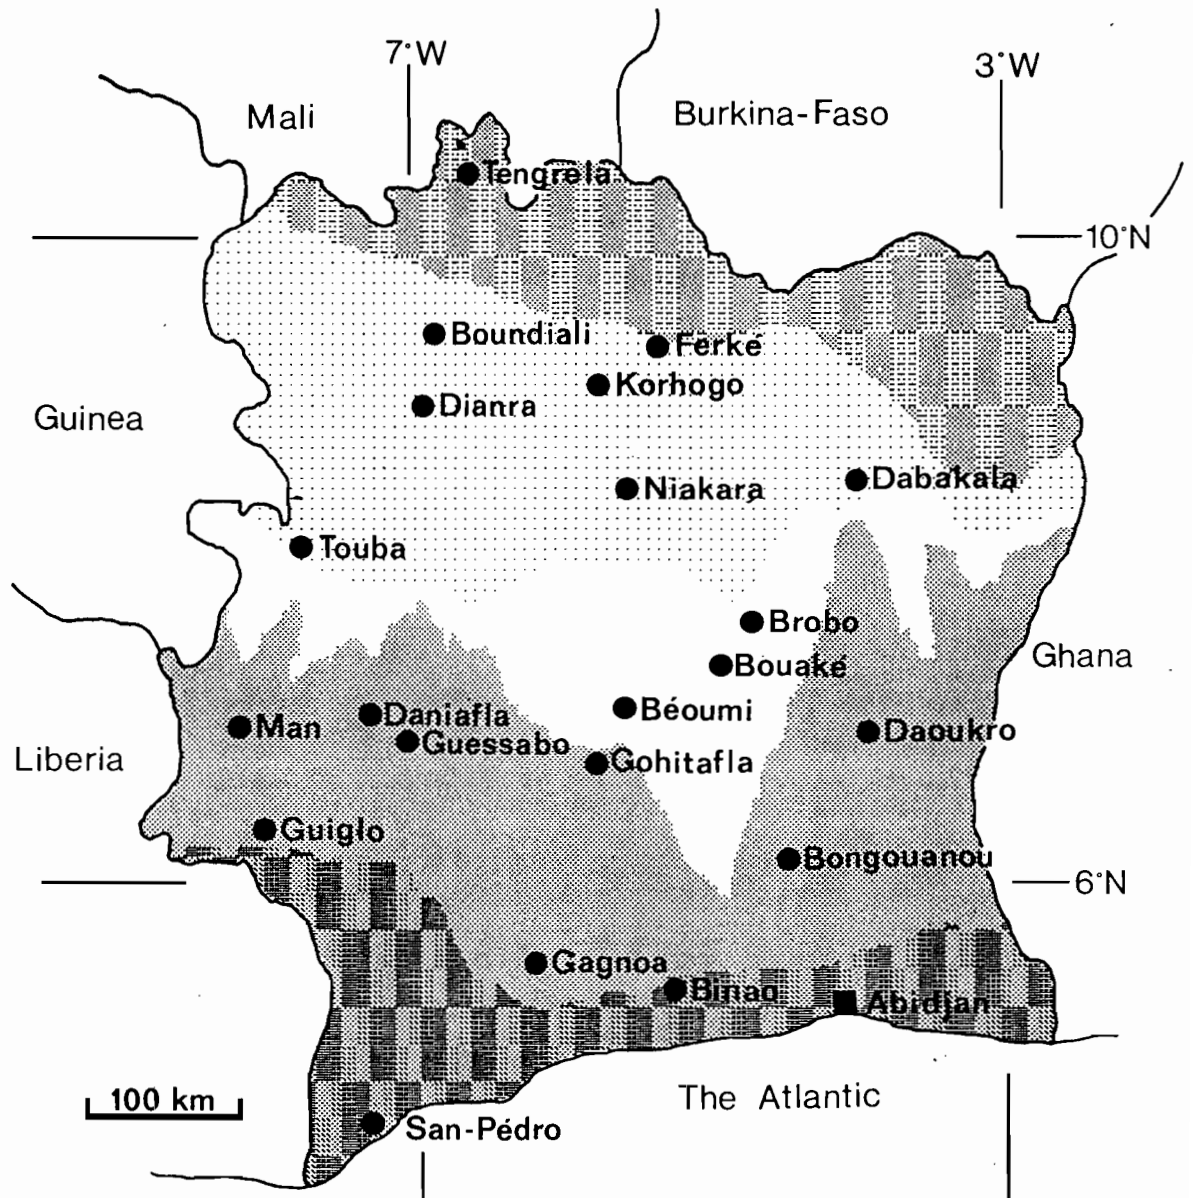 7°W
3°W
Mali
Burkina-Faso
Tengrela
10°N
Boundiali
Ferké
Korhogo
Dianra
Guinea
Niakara
Dabakala
Touba
Brobo
Bouaké
Ghana
Béoumi
Daniafla
Man
Guessabo
Daoukro
Liberia
Gohitafla
Guiglo
Bongouanou
6°N
Gagnoa
Binao
Abidjan
100 km
The Atlantic
San-Pédro